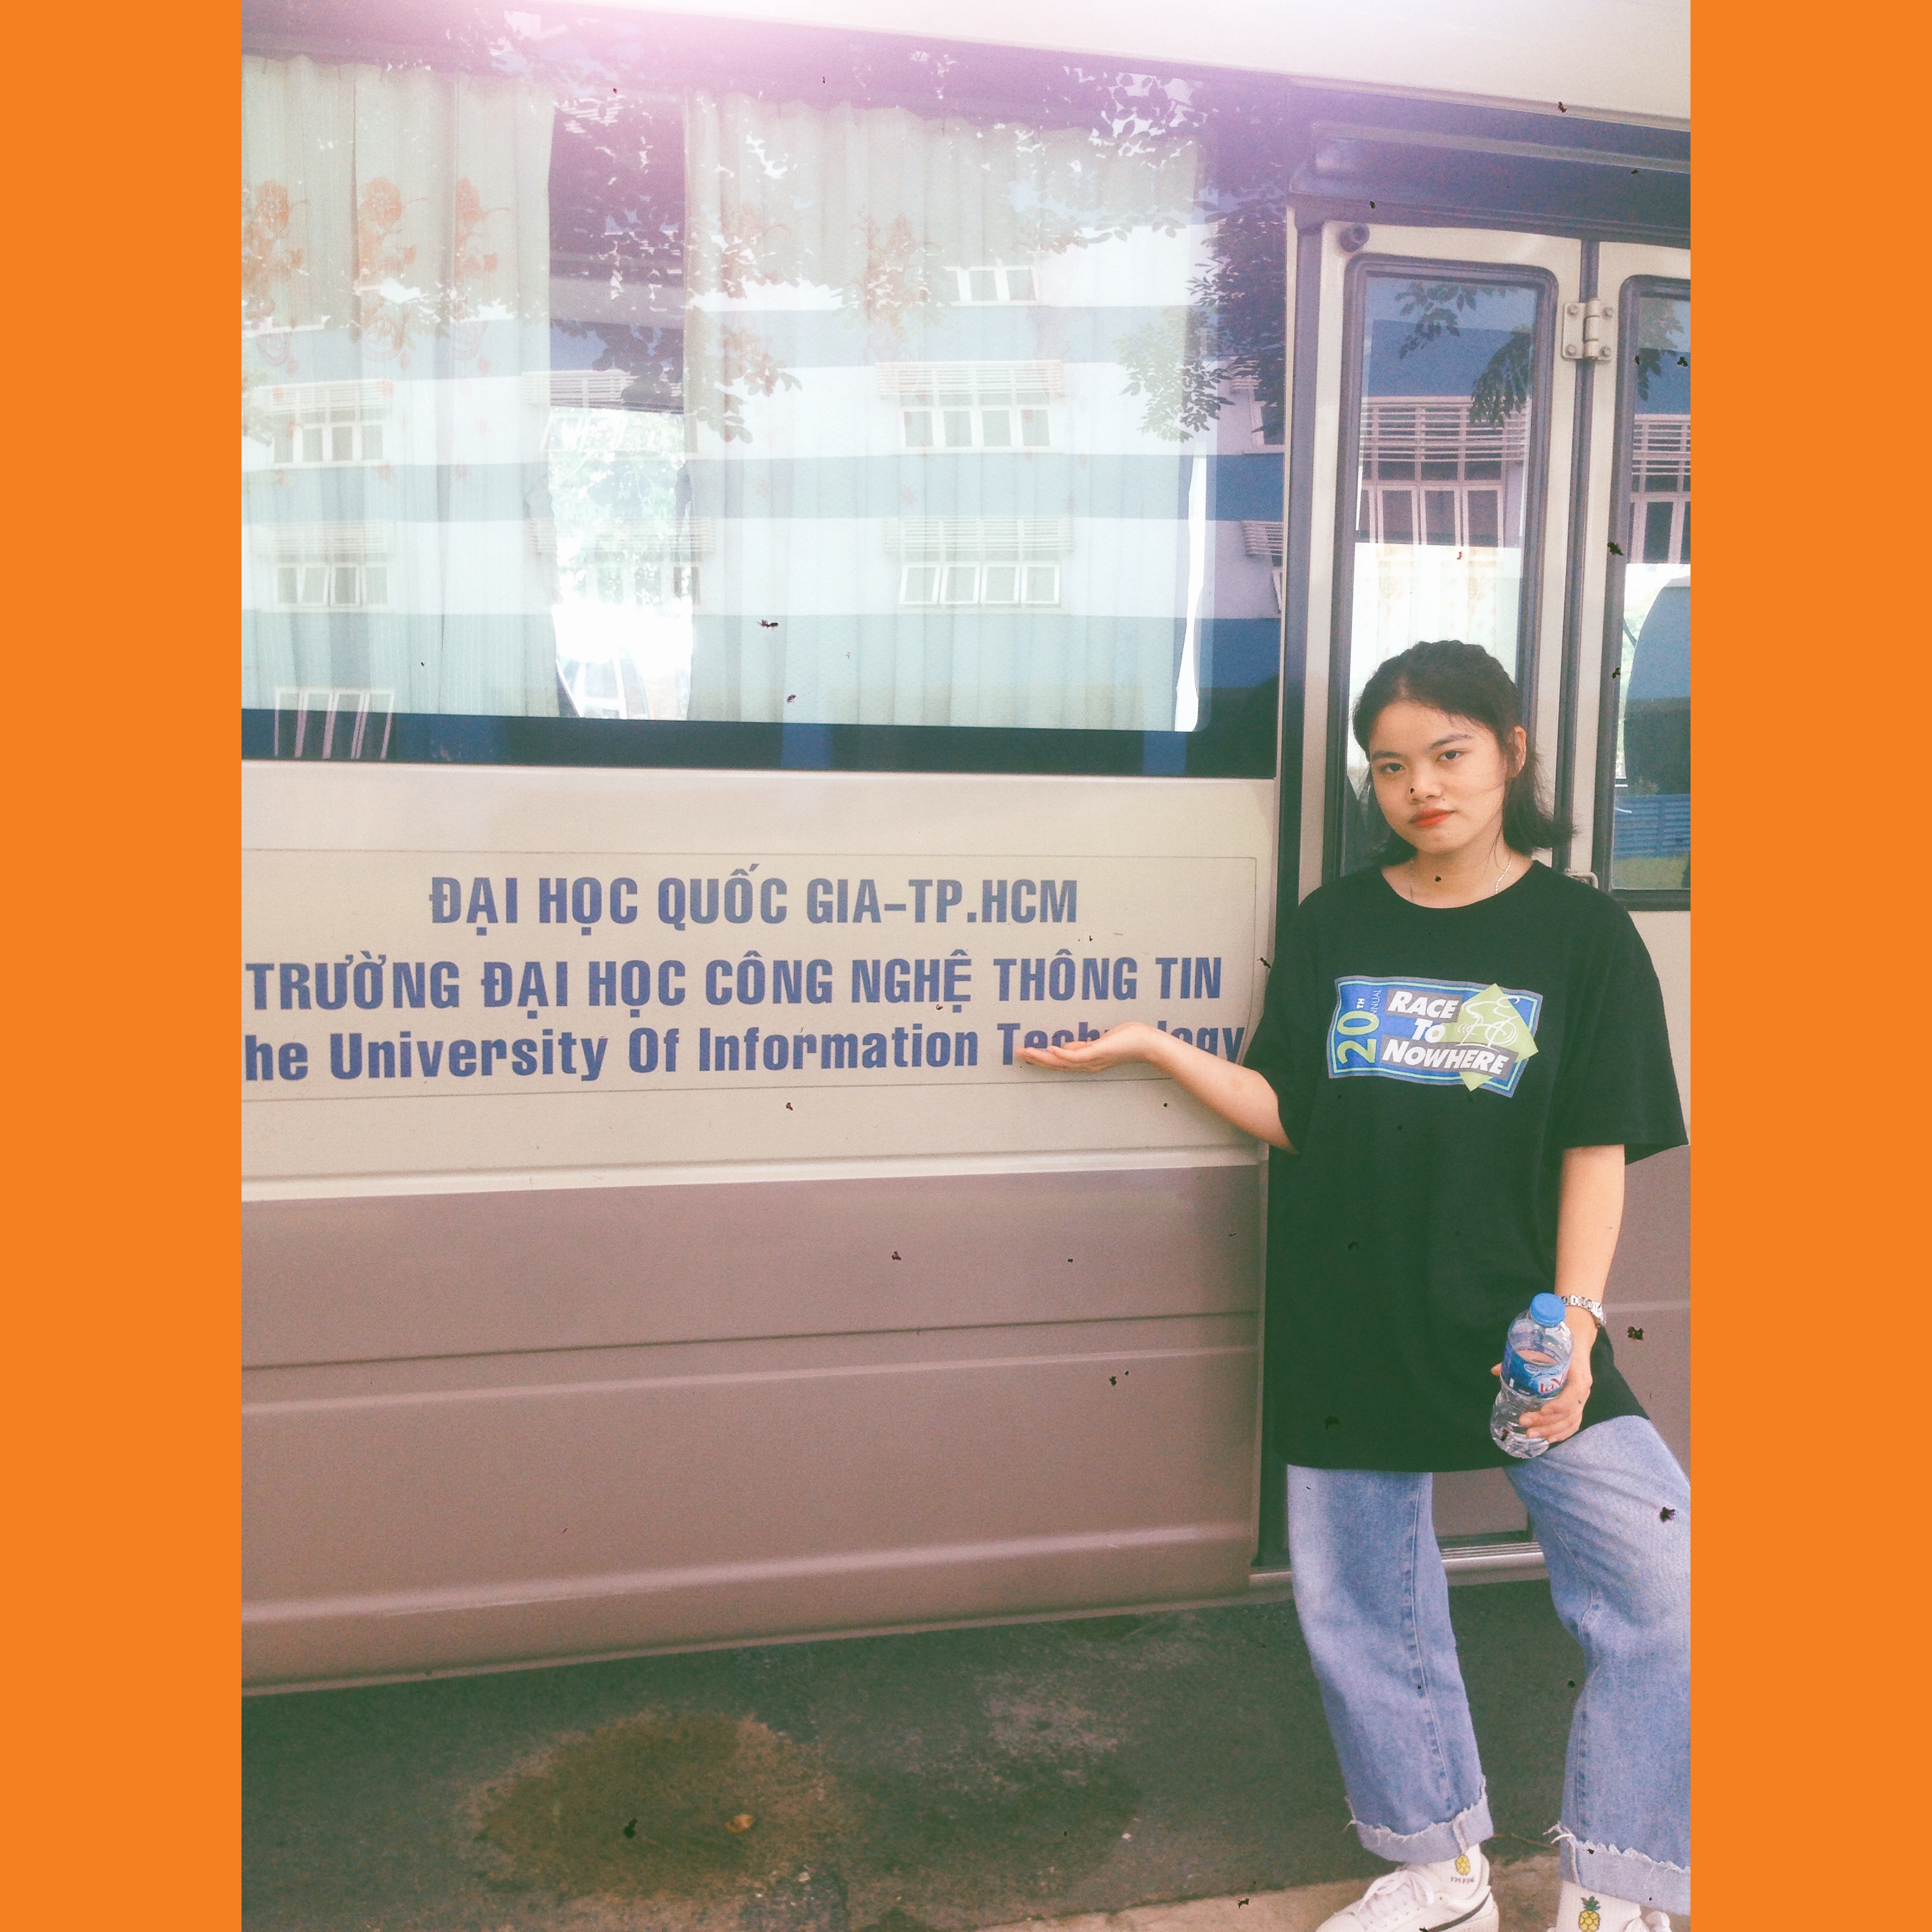 ĐẠI HỌC QUỐC GIA-TP.HCM
TRƯỜNG ĐẠI HỌC CÔNG NGHỆ THÔNG TIN
he University Of Information Technology
20TH ANNUAL
RACE
TO
NOWHERE